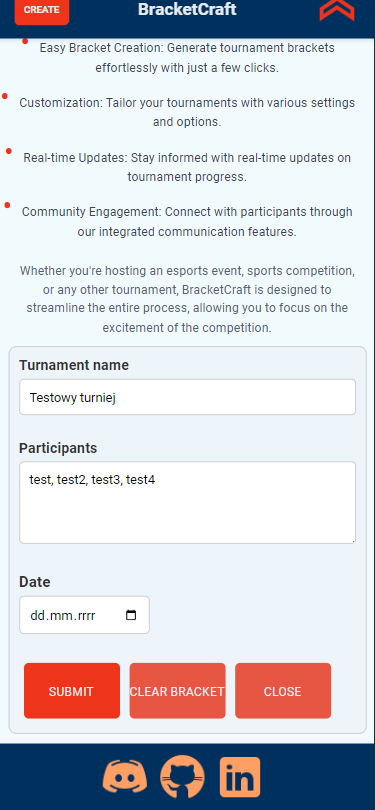 CREATE
BracketCraft
Easy Bracket Creation: Generate tournament brackets
effortlessly with just a few clicks.
Customization: Tailor your tournaments with various settings
and options.
Real-time Updates: Stay informed with real-time updates on
tournament progress.
Community Engagement: Connect with participants through
our integrated communication features.
Whether you're hosting an esports event, sports competition,
or any other tournament, BracketCraft is designed to
streamline the entire process, allowing you to focus on the
excitement of the competition.
Turnament name
Testowy turniej
Participants
test, test2, test3, test4
Date
dd.mm.rrrr
SUBMIT
CLEAR BRACKET
CLOSE
in